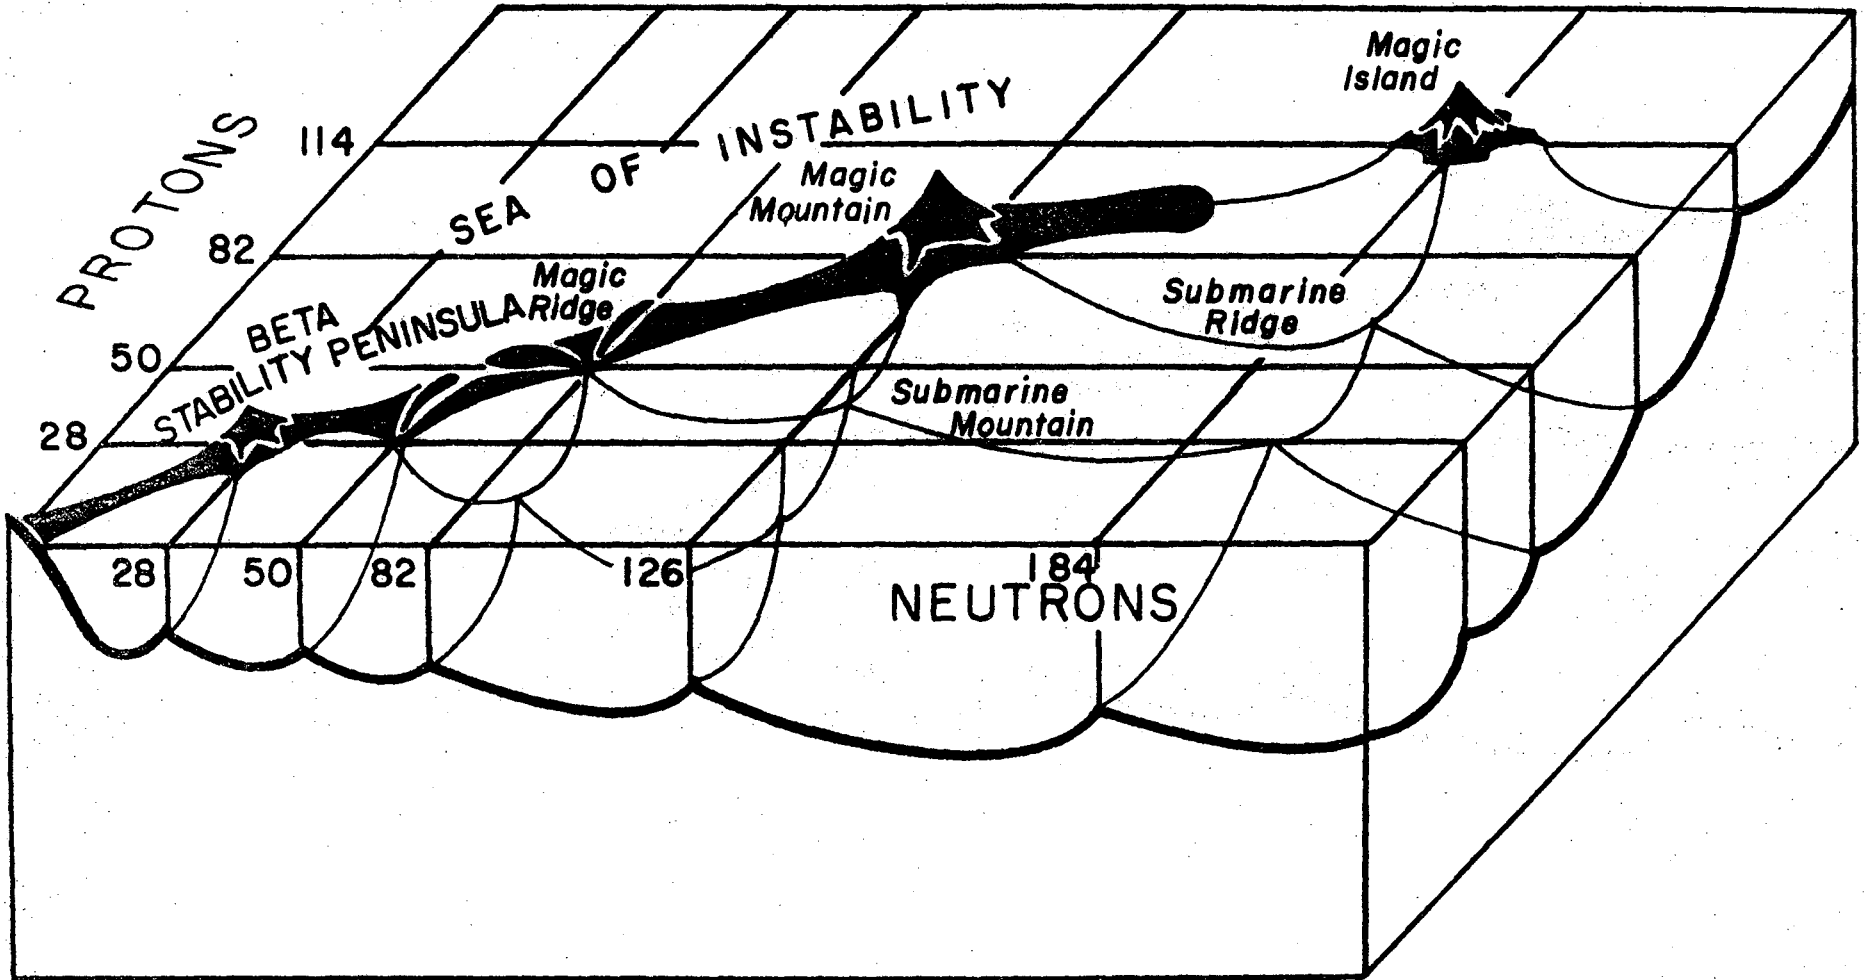 Magic
Island
PROTONS
114
SEA OF INSTABILITY
Magic
Mountain
82
Magic
Ridge
Submarine
Ridge
BETA
STABILITY PENINSULA
50
Submarine
Mountain
28
28
50
82
126
184
NEUTRONS